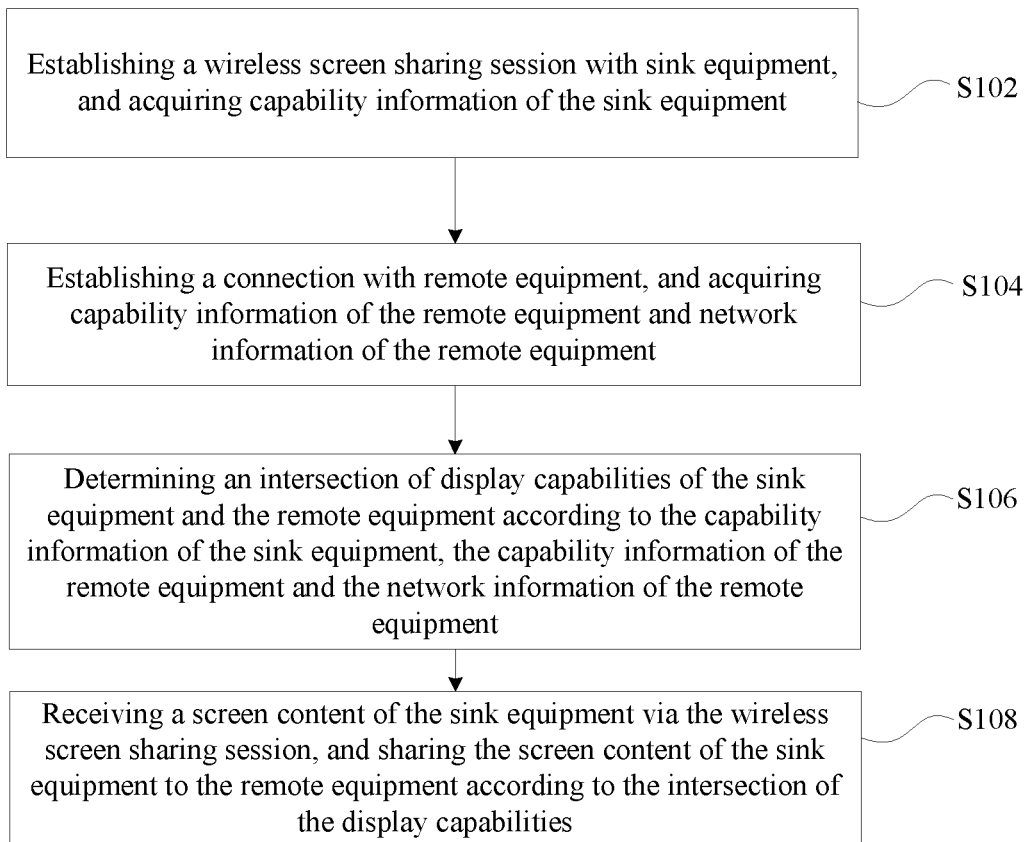 Establishing a wireless screen sharing session with sink equipment,
and acquiring capability information of the sink equipment
S102
Establishing a connection with remote equipment, and acquiring
capability information of the remote equipment and network
information of the remote equipment
S104
Determining an intersection of display capabilities of the sink
equipment and the remote equipment according to the capability
information of the sink equipment, the capability information of the
remote equipment and the network information of the remote
equipment
S106
Receiving a screen content of the sink equipment via the wireless
screen sharing session, and sharing the screen content of the sink
equipment to the remote equipment according to the intersection of
the display capabilities
S108